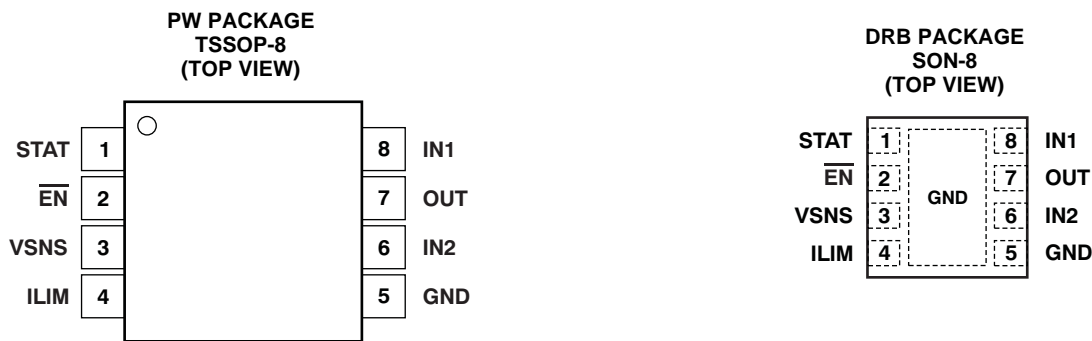 PW PACKAGE
TSSOP-8
(TOP VIEW)
STAT 1 8 IN1
E̅N̅ 2 7 OUT
VSNS 3 6 IN2
ILIM 4 5 GND
DRB PACKAGE
SON-8
(TOP VIEW)
STAT 1 8 IN1
E̅N̅ 2 7 OUT
GND
VSNS 3 6 IN2
ILIM 4 5 GND